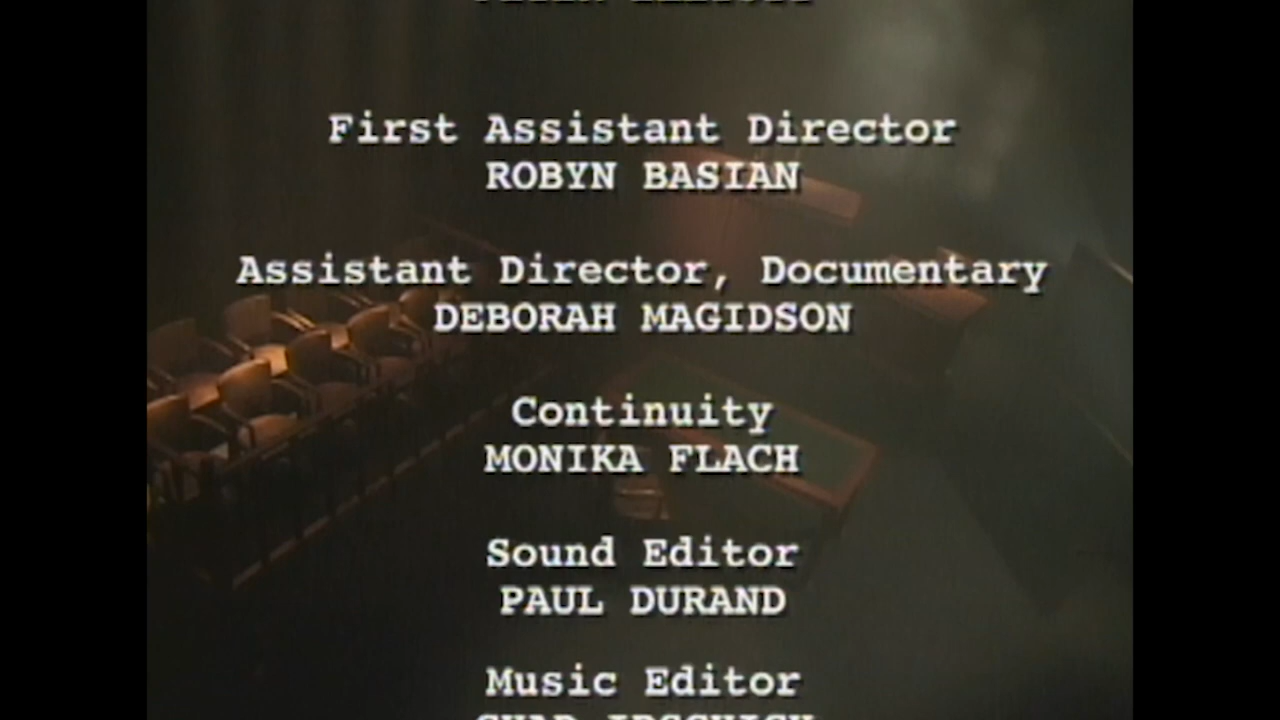 First Assistant Director
ROBYN BASIAN
Assistant Director, Documentary
DEBORAH MAGIDSON
Continuity
MONIKA FLACH
Sound Editor
PAUL DURAND
Music Editor